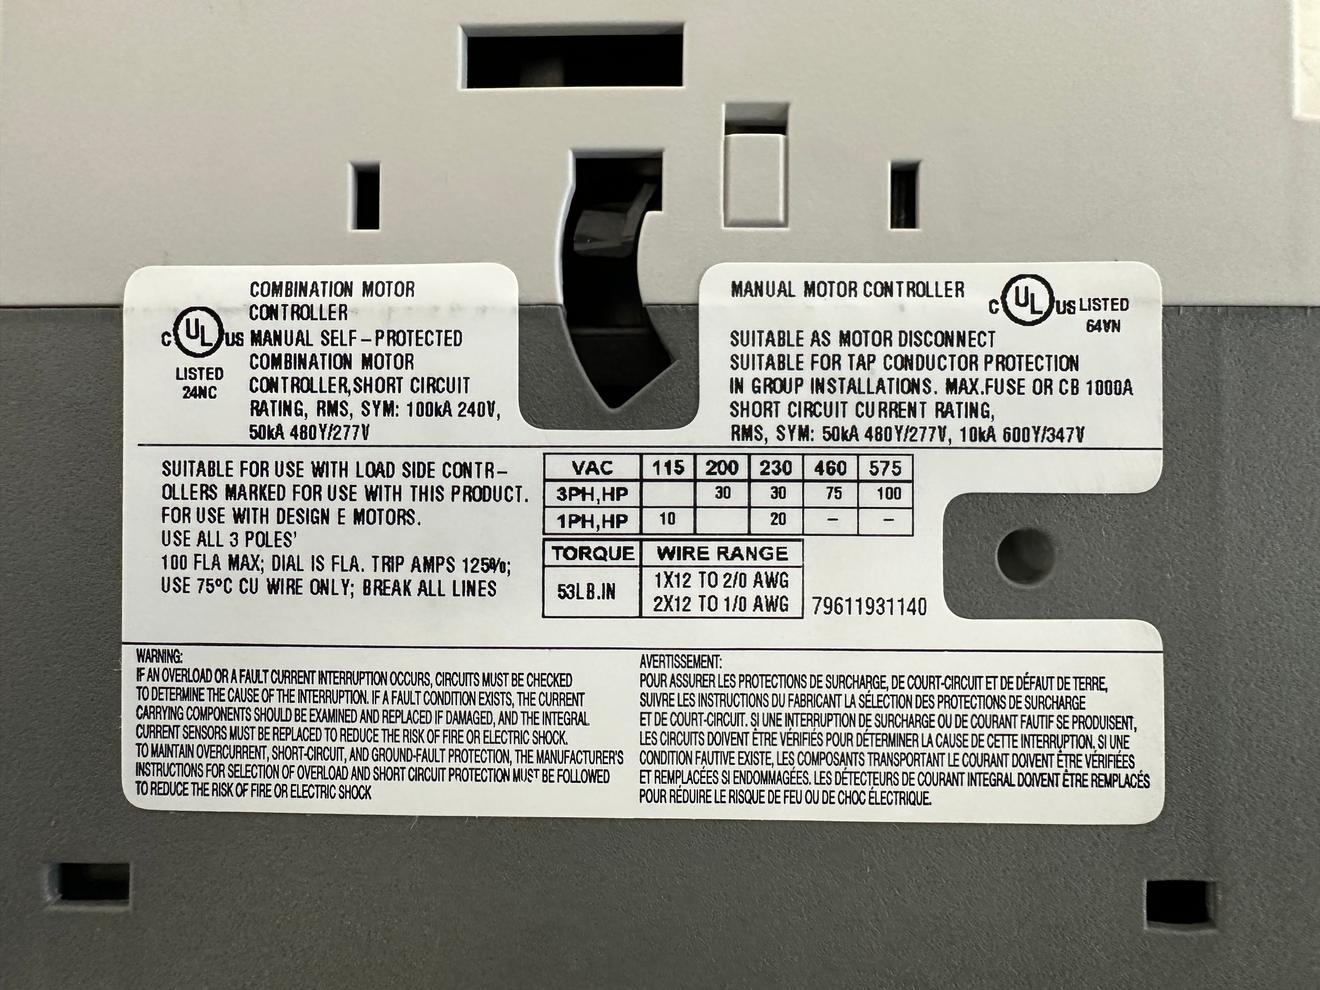 COMBINATION MOTOR
CONTROLLER
MANUAL SELF-PROTECTED
COMBINATION MOTOR
CONTROLLER,SHORT CIRCUIT
RATING, RMS, SYM: 100kA 240V,
50kA 480Y/277V
C UL US
LISTED
24NC
MANUAL MOTOR CONTROLLER
C UL US LISTED
64VN
SUITABLE AS MOTOR DISCONNECT
SUITABLE FOR TAP CONDUCTOR PROTECTION
IN GROUP INSTALLATIONS. MAX.FUSE OR CB 1000A
SHORT CIRCUIT CURRENT RATING,
RMS, SYM: 50kA 480Y/277V, 10kA 600Y/347V
SUITABLE FOR USE WITH LOAD SIDE CONTR-
OLLERS MARKED FOR USE WITH THIS PRODUCT.
FOR USE WITH DESIGN E MOTORS.
USE ALL 3 POLES'
100 FLA MAX; DIAL IS FLA. TRIP AMPS 125%;
USE 75°C CU WIRE ONLY; BREAK ALL LINES
VAC 115 200 230 460 575
3PH,HP 30 30 75 100
1PH,HP 10 20 – –
TORQUE WIRE RANGE
53LB.IN 1X12 TO 2/0 AWG
2X12 TO 1/0 AWG
79611931140
WARNING:
IF AN OVERLOAD OR A FAULT CURRENT INTERRUPTION OCCURS, CIRCUITS MUST BE CHECKED
TO DETERMINE THE CAUSE OF THE INTERRUPTION. IF A FAULT CONDITION EXISTS, THE CURRENT
CARRYING COMPONENTS SHOULD BE EXAMINED AND REPLACED IF DAMAGED, AND THE INTEGRAL
CURRENT SENSORS MUST BE REPLACED TO REDUCE THE RISK OF FIRE OR ELECTRIC SHOCK.
TO MAINTAIN OVERCURRENT, SHORT-CIRCUIT, AND GROUND-FAULT PROTECTION, THE MANUFACTURER'S
INSTRUCTIONS FOR SELECTION OF OVERLOAD AND SHORT CIRCUIT PROTECTION MUST BE FOLLOWED
TO REDUCE THE RISK OF FIRE OR ELECTRIC SHOCK
AVERTISSEMENT:
POUR ASSURER LES PROTECTIONS DE SURCHARGE, DE COURT-CIRCUIT ET DE DÉFAUT DE TERRE,
SUIVRE LES INSTRUCTIONS DU FABRICANT LA SÉLECTION DES PROTECTIONS DE SURCHARGE
ET DE COURT-CIRCUIT. SI UNE INTERRUPTION DE SURCHARGE OU DE COURANT FAUTIF SE PRODUISENT,
LES CIRCUITS DOIVENT ÊTRE VÉRIFIÉS POUR DÉTERMINER LA CAUSE DE CETTE INTERRUPTION, SI UNE
CONDITION FAUTIVE EXISTE, LES COMPOSANTS TRANSPORTANT LE COURANT DOIVENT ÊTRE VÉRIFIÉES
ET REMPLACÉES SI ENDOMMAGÉES. LES DÉTECTEURS DE COURANT INTEGRAL DOIVENT ÊTRE REMPLACÉS
POUR RÉDUIRE LE RISQUE DE FEU OU DE CHOC ÉLECTRIQUE.